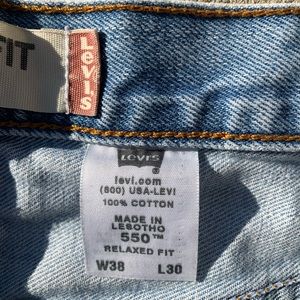 FIT
LEVI'S
LEVI'S
®
levi.com
(800) USA-LEVI
100% COTTON
MADE IN
LESOTHO
550™
RELAXED FIT
W38 L30